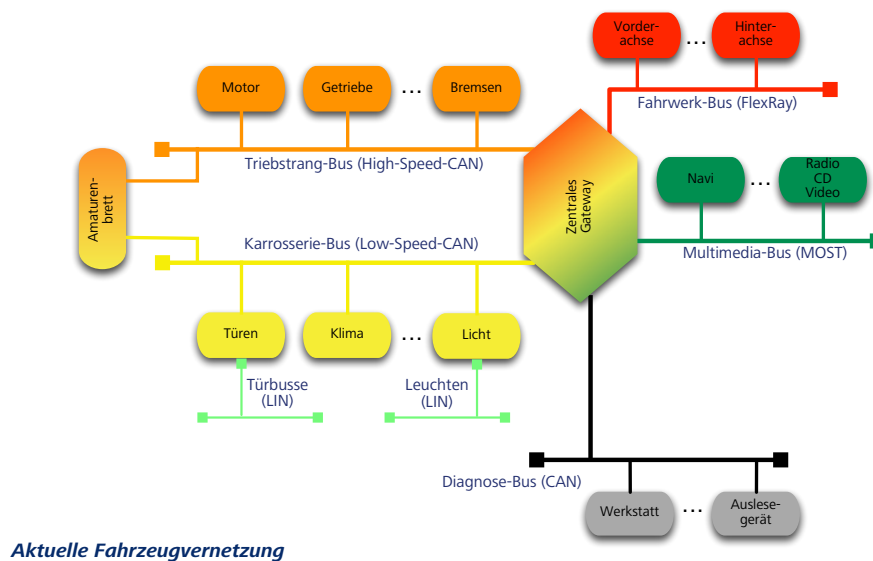 Vorder-
achse
...
Hinter-
achse
Fahrwerk-Bus (FlexRay)
Motor
Getriebe
...
Bremsen
Triebstrang-Bus (High-Speed-CAN)
Amaturen-
brett
Zentrales
Gateway
Navi
...
Radio
CD
Video
Multimedia-Bus (MOST)
Karrosserie-Bus (Low-Speed-CAN)
Türen
Klima
...
Licht
Türbusse
(LIN)
Leuchten
(LIN)
Diagnose-Bus (CAN)
Werkstatt
...
Auslese-
gerät
Aktuelle Fahrzeugvernetzung